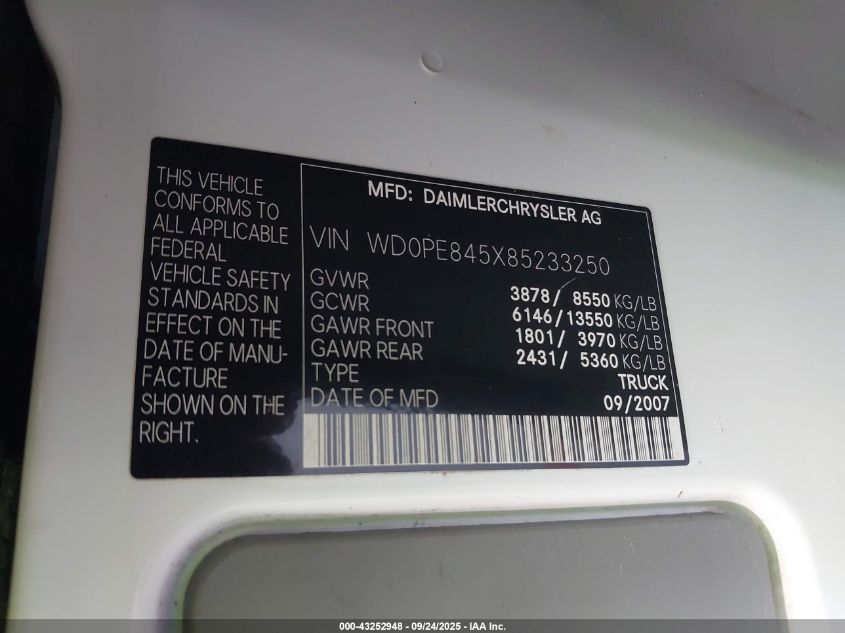 THIS VEHICLE
CONFORMS TO
ALL APPLICABLE
FEDERAL
VEHICLE SAFETY
STANDARDS IN
EFFECT ON THE
DATE OF MANU-
FACTURE
SHOWN ON THE
RIGHT.
MFD: DAIMLERCHRYSLER AG
VIN WD0PE845X85233250
GVWR 3878/ 8550 KG/LB
GCWR 6146/13550 KG/LB
GAWR FRONT 1801/ 3970 KG/LB
GAWR REAR 2431/ 5360 KG/LB
TYPE TRUCK
DATE OF MFD 09/2007
000-43252948 - 09/24/2025 - IAA Inc.